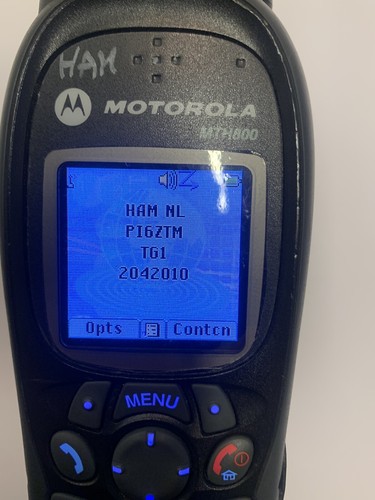 HAM
MOTOROLA
MTH800
HAM NL
PI6ZTM
TG1
2042010
Opts Contcn
MENU